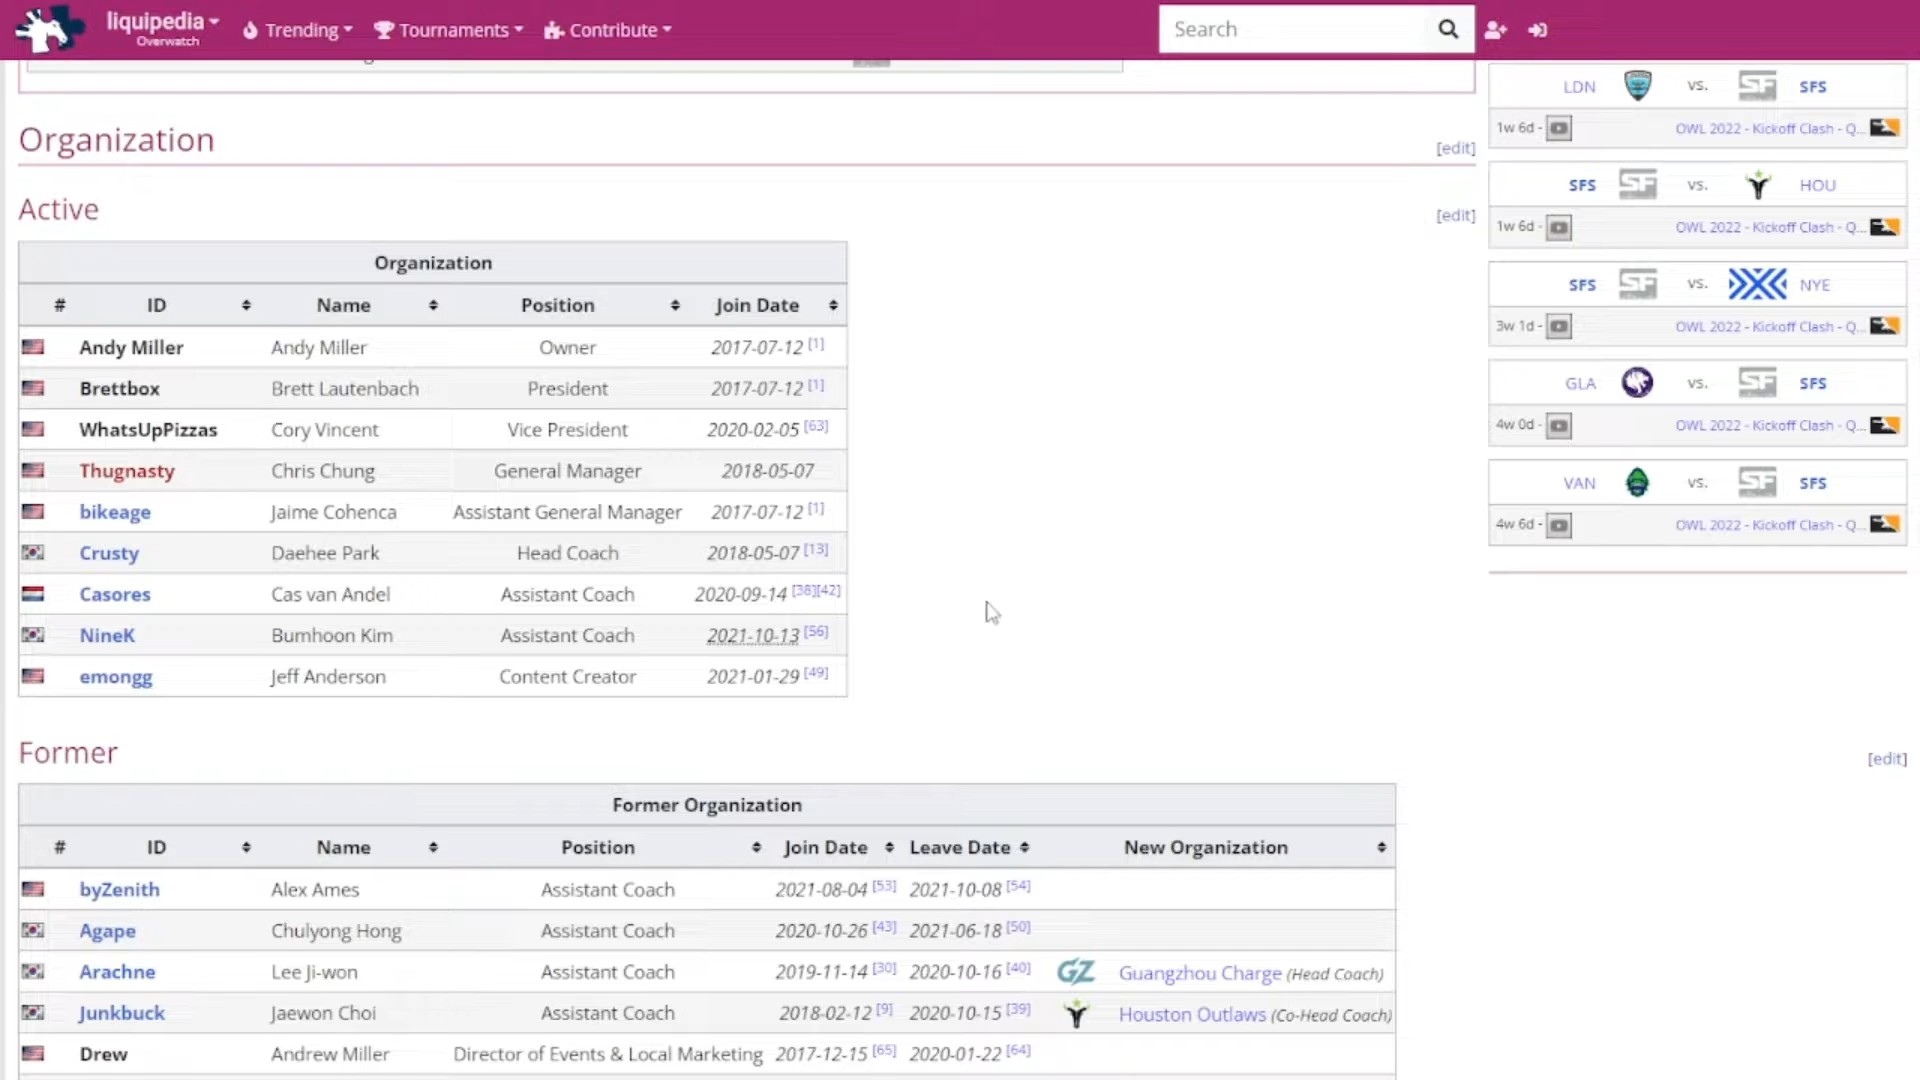 liquipedia
Overwatch
Trending
Tournaments
Contribute
Search
Organization
[edit]
Active
[edit]
Organization
# ID Name Position Join Date
Andy Miller Andy Miller Owner 2017-07-12 [1]
Brettbox Brett Lautenbach President 2017-07-12 [1]
WhatsUpPizzas Cory Vincent Vice President 2020-02-05 [63]
Thugnasty Chris Chung General Manager 2018-05-07
bikeage Jaime Cohenca Assistant General Manager 2017-07-12 [1]
Crusty Daehee Park Head Coach 2018-05-07 [13]
Casores Cas van Andel Assistant Coach 2020-09-14 [38][42]
NineK Bumhoon Kim Assistant Coach 2021-10-13 [56]
emongg Jeff Anderson Content Creator 2021-01-29 [49]
Former
[edit]
Former Organization
# ID Name Position Join Date Leave Date New Organization
byZenith Alex Ames Assistant Coach 2021-08-04 [53] 2021-10-08 [54]
Agape Chulyong Hong Assistant Coach 2020-10-26 [43] 2021-06-18 [50]
Arachne Lee Ji-won Assistant Coach 2019-11-14 [30] 2020-10-16 [40] GZ Guangzhou Charge (Head Coach)
Junkbuck Jaewon Choi Assistant Coach 2018-02-12 [9] 2020-10-15 [39] Houston Outlaws (Co-Head Coach)
Drew Andrew Miller Director of Events & Local Marketing 2017-12-15 [65] 2020-01-22 [64]
LDN vs. SF SFS
1w 6d - OWL 2022 - Kickoff Clash - Q...
SFS SF vs. HOU
1w 6d - OWL 2022 - Kickoff Clash - Q...
SFS SF vs. NYE
3w 1d - OWL 2022 - Kickoff Clash - Q...
GLA vs. SF SFS
4w 0d - OWL 2022 - Kickoff Clash - Q...
VAN vs. SF SFS
4w 6d - OWL 2022 - Kickoff Clash - Q...